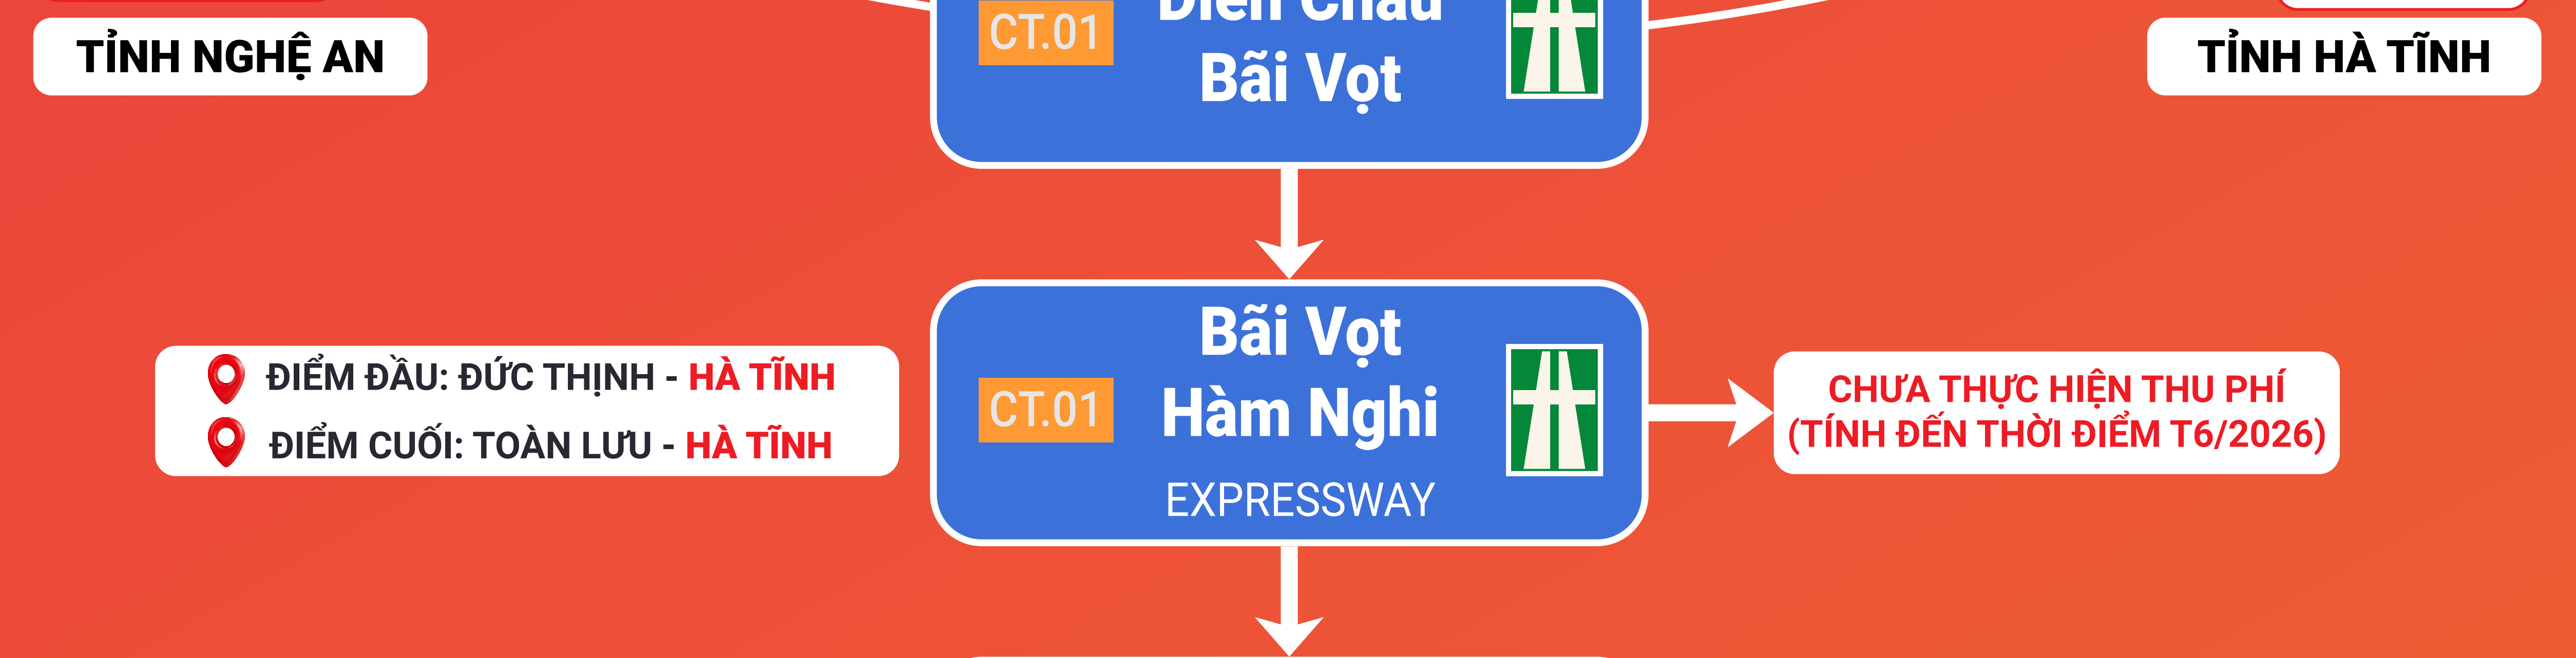 TỈNH NGHỆ AN
CT.01
Diễn Châu
Bãi Vọt
TỈNH HÀ TĨNH
ĐIỂM ĐẦU: ĐỨC THỊNH - HÀ TĨNH
ĐIỂM CUỐI: TOÀN LƯU - HÀ TĨNH
CT.01
Bãi Vọt
Hàm Nghi
EXPRESSWAY
CHƯA THỰC HIỆN THU PHÍ
(TÍNH ĐẾN THỜI ĐIỂM T6/2026)